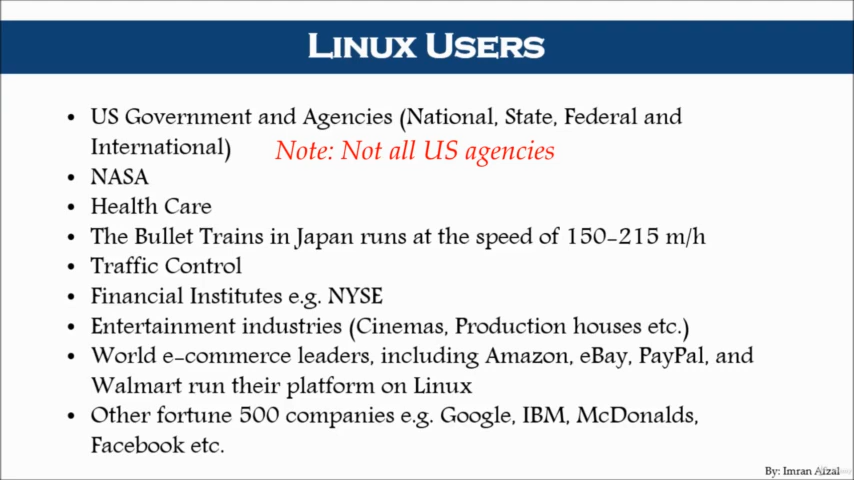 LINUX USERS
• US Government and Agencies (National, State, Federal and
International)
Note: Not all US agencies
• NASA
• Health Care
• The Bullet Trains in Japan runs at the speed of 150-215 m/h
• Traffic Control
• Financial Institutes e.g. NYSE
• Entertainment industries (Cinemas, Production houses etc.)
• World e-commerce leaders, including Amazon, eBay, PayPal, and
Walmart run their platform on Linux
• Other fortune 500 companies e.g. Google, IBM, McDonalds,
Facebook etc.
By: Imran Afzal